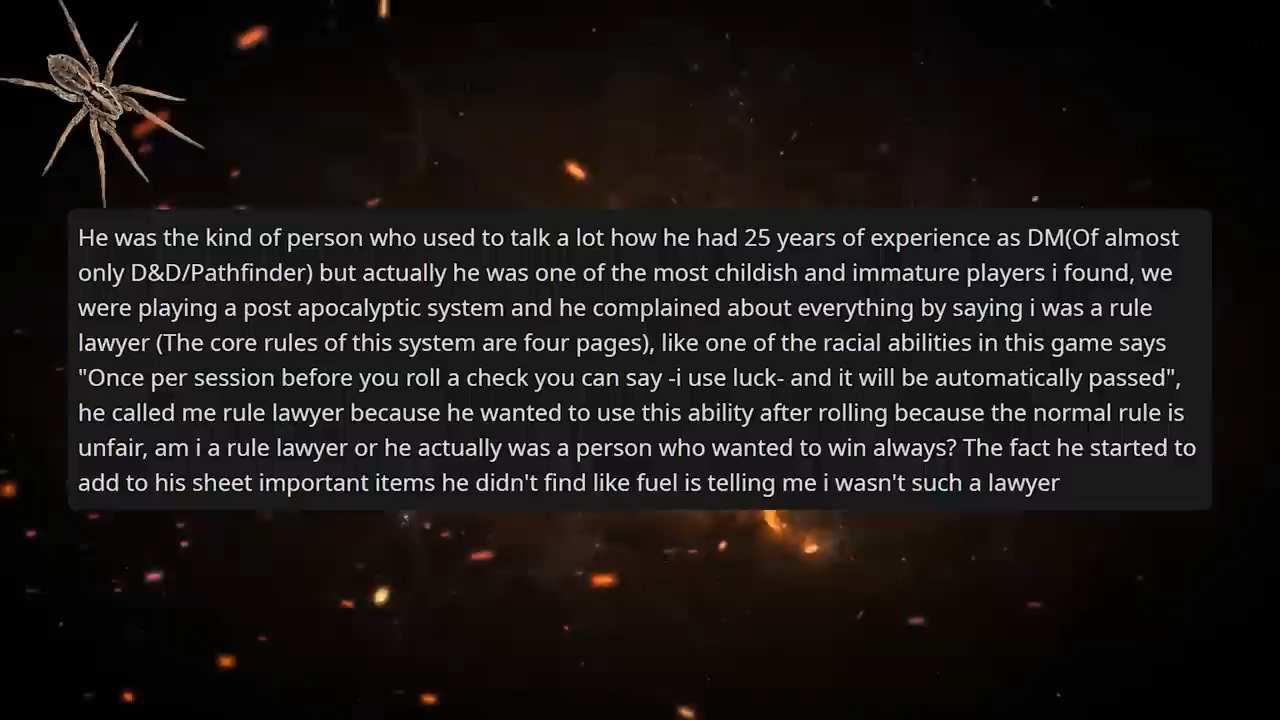 He was the kind of person who used to talk a lot how he had 25 years of experience as DM(Of almost
only D&D/Pathfinder) but actually he was one of the most childish and immature players i found, we
were playing a post apocalyptic system and he complained about everything by saying i was a rule
lawyer (The core rules of this system are four pages), like one of the racial abilities in this game says
"Once per session before you roll a check you can say -i use luck- and it will be automatically passed",
he called me rule lawyer because he wanted to use this ability after rolling because the normal rule is
unfair, am i a rule lawyer or he actually was a person who wanted to win always? The fact he started to
add to his sheet important items he didn't find like fuel is telling me i wasn't such a lawyer